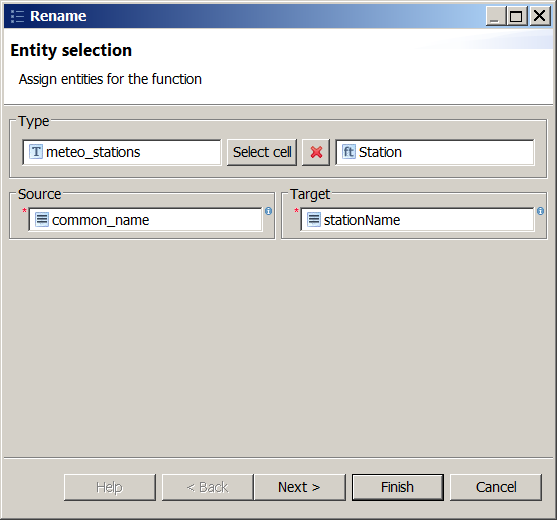 Rename
Entity selection
Assign entities for the function
Type
T meteo_stations Select cell ft Station
Source Target
* common_name i * stationName i
Help < Back Next > Finish Cancel